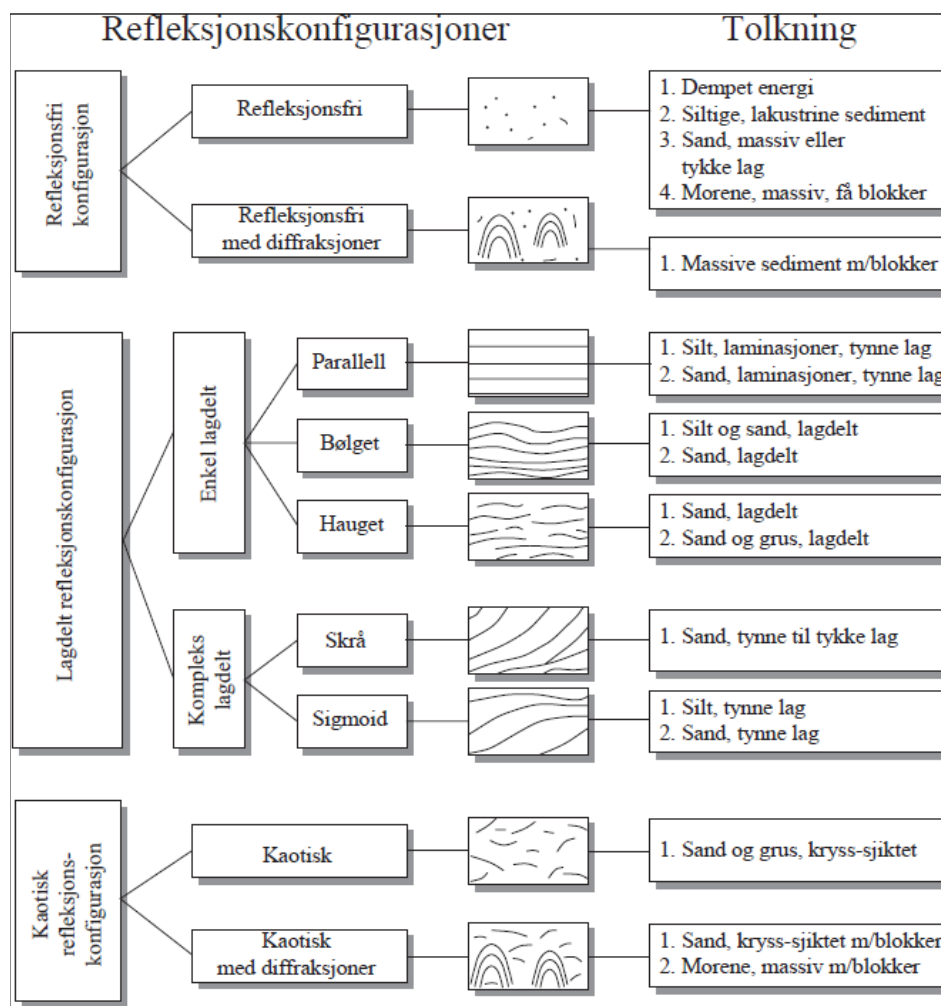 Refleksjonskonfigurasjoner
Tolkning
Refleksjonsfri
konfigurasjon
Refleksjonsfri
1. Dempet energi
2. Siltige, lakustrine sediment
3. Sand, massiv eller
tykke lag
4. Morene, massiv, få blokker
Refleksjonsfri
med diffraksjoner
1. Massive sediment m/blokker
Lagdelt refleksjonskonfigurasjon
Enkel lagdelt
Parallell
1. Silt, laminasjoner, tynne lag
2. Sand, laminasjoner, tynne lag
Bølget
1. Silt og sand, lagdelt
2. Sand, lagdelt
Hauget
1. Sand, lagdelt
2. Sand og grus, lagdelt
Kompleks
lagdelt
Skrå
1. Sand, tynne til tykke lag
Sigmoid
1. Silt, tynne lag
2. Sand, tynne lag
Kaotisk
refleksjons-
konfigurasjon
Kaotisk
1. Sand og grus, kryss-sjiktet
Kaotisk
med diffraksjoner
1. Sand, kryss-sjiktet m/blokker
2. Morene, massiv m/blokker